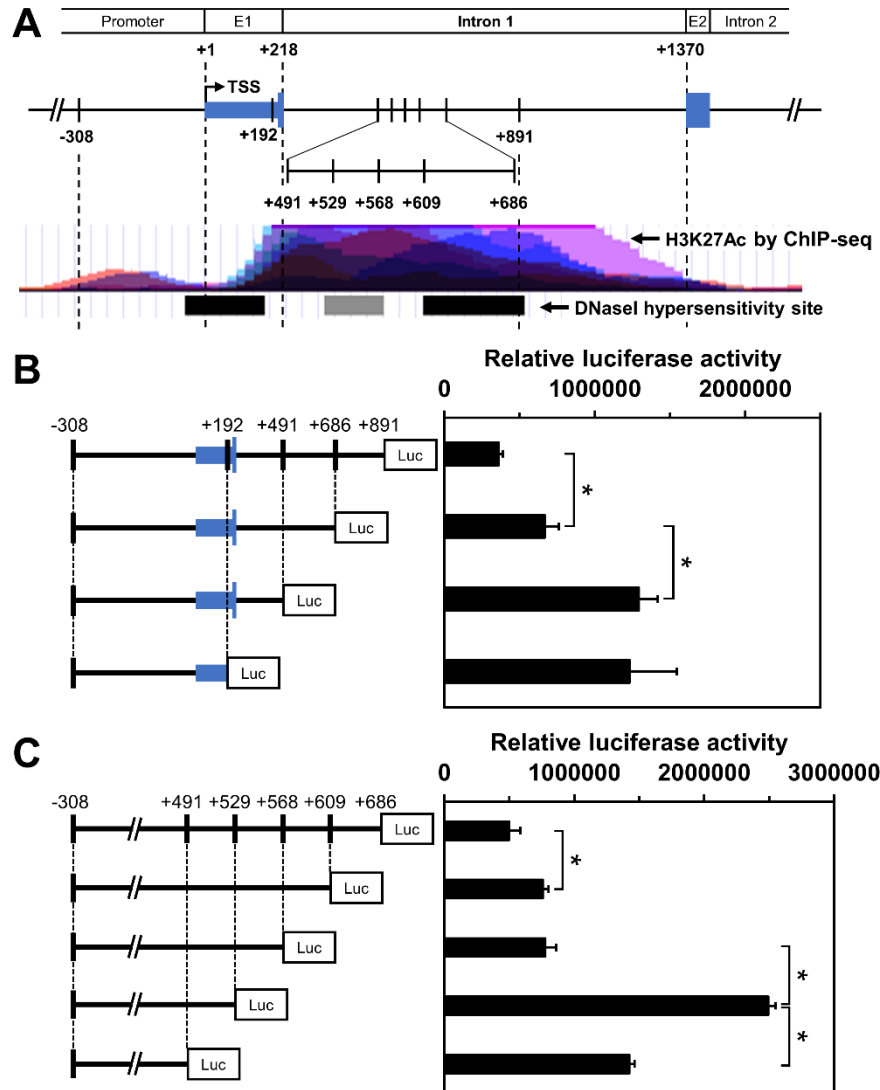 A
Promoter E1 Intron 1 E2 Intron 2
+1 +218 +1370
TSS
-308 +192 +891
+491 +529 +568 +609 +686
H3K27Ac by ChIP-seq
DNaseI hypersensitivity site
B
Relative luciferase activity
0 1000000 2000000
-308 +192 +491 +686 +891
Luc
*
Luc
*
Luc
Luc
C
Relative luciferase activity
0 1000000 2000000 3000000
-308 +491 +529 +568 +609 +686
Luc
*
Luc
Luc
*
Luc
*
Luc